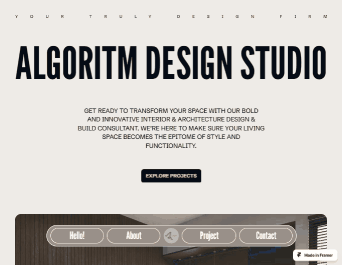 YOUR TRULY DESIGN FIRM
ALGORITM DESIGN STUDIO
GET READY TO TRANSFORM YOUR SPACE WITH OUR BOLD
AND INNOVATIVE INTERIOR & ARCHITECTURE DESIGN &
BUILD CONSULTANT. WE'RE HERE TO MAKE SURE YOUR LIVING
SPACE BECOMES THE EPITOME OF STYLE AND
FUNCTIONALITY.
EXPLORE PROJECTS
Hello! About Project Contact
Made in Framer